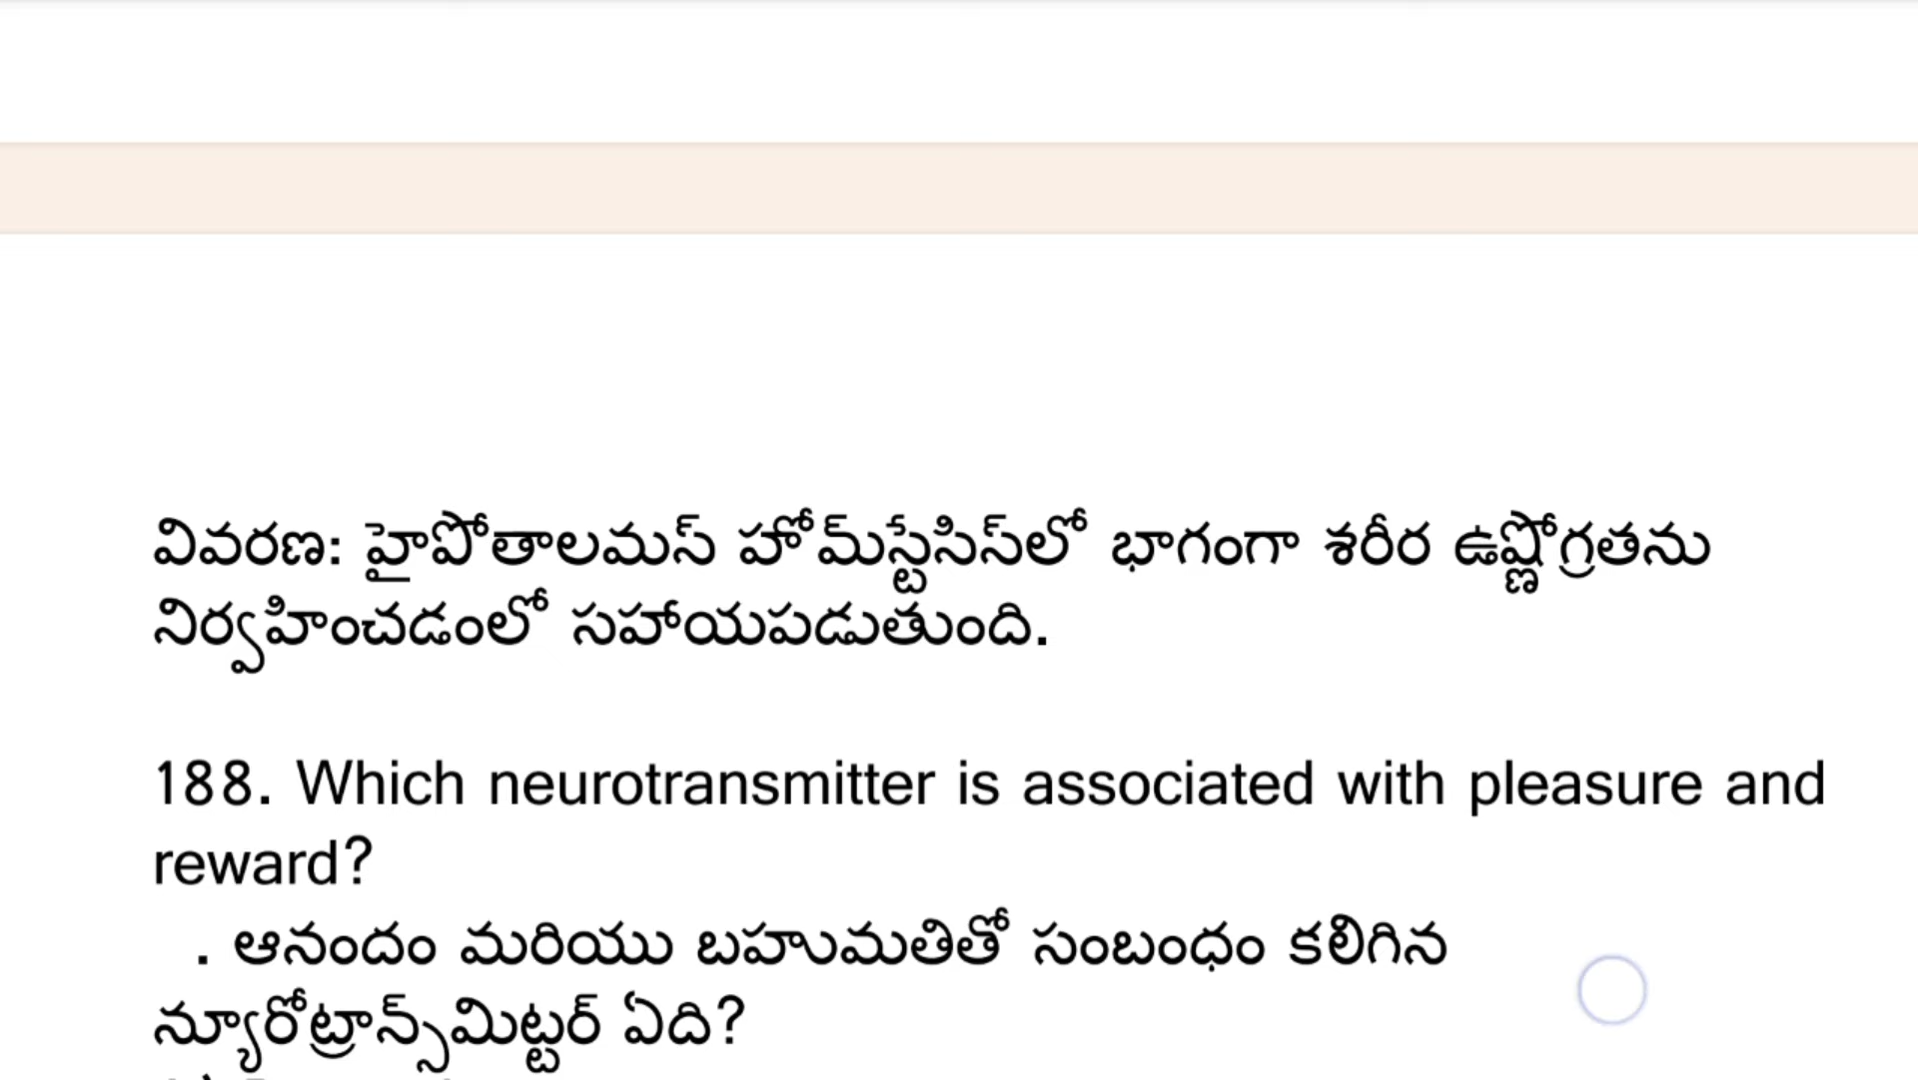 వివరణ: హైపోతాలమస్ హోమ్‌స్టేసిస్‌లో భాగంగా శరీర ఉష్ణోగ్రతను
నిర్వహించడంలో సహాయపడుతుంది.
188. Which neurotransmitter is associated with pleasure and
reward?
. ఆనందం మరియు బహుమతితో సంబంధం కలిగిన
న్యూరోట్రాన్స్‌మిట్టర్ ఏది?